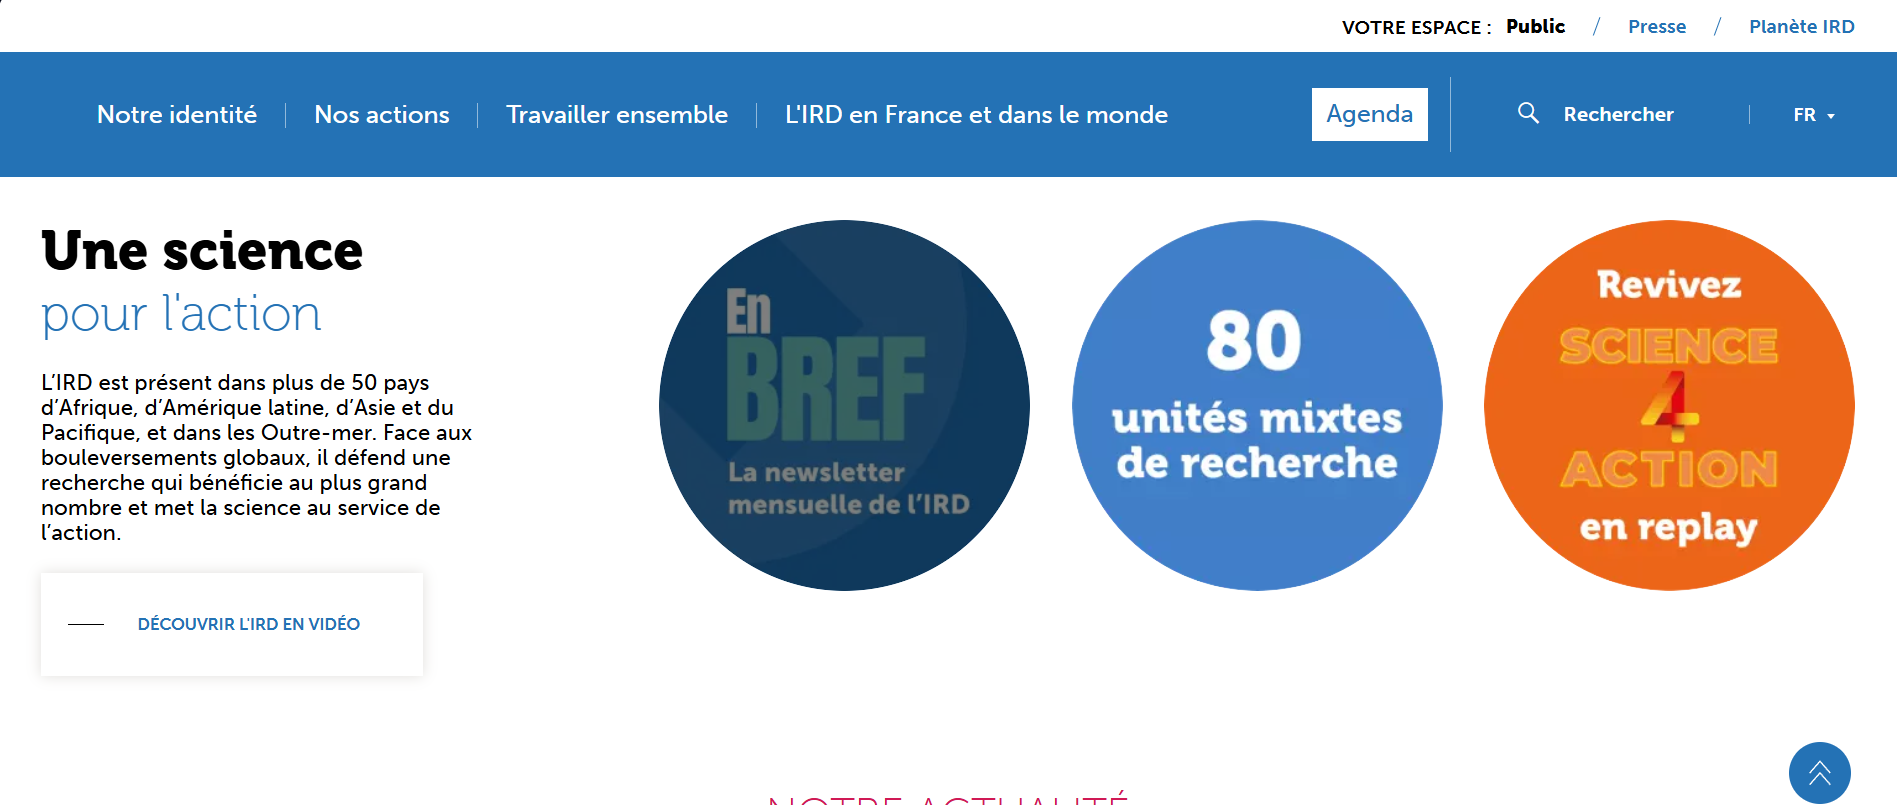 VOTRE ESPACE : Public / Presse / Planète IRD
Notre identité
Nos actions
Travailler ensemble
L'IRD en France et dans le monde
Agenda
Rechercher
FR
Une science
pour l'action
L’IRD est présent dans plus de 50 pays
d’Afrique, d’Amérique latine, d’Asie et du
Pacifique, et dans les Outre-mer. Face aux
bouleversements globaux, il défend une
recherche qui bénéficie au plus grand
nombre et met la science au service de
l’action.
DÉCOUVRIR L'IRD EN VIDÉO
En
BREF
La newsletter
mensuelle de l’IRD
80
unités mixtes
de recherche
Revivez
SCIENCE
4
ACTION
en replay
NOTRE ACTUALITÉ